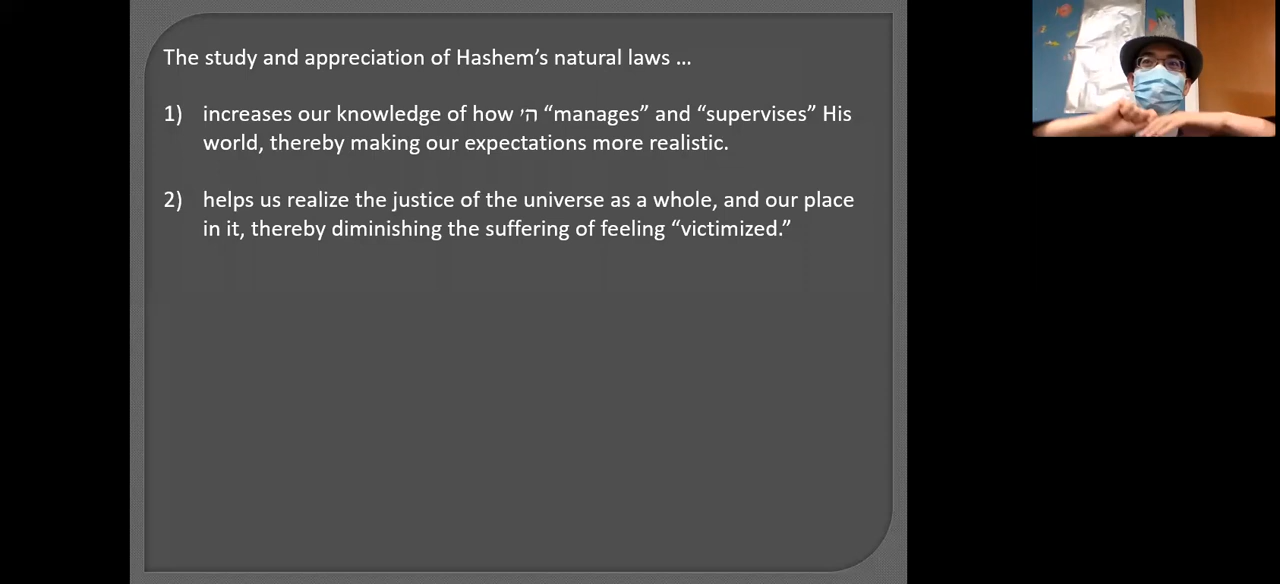 The study and appreciation of Hashem’s natural laws …
1) increases our knowledge of how ה׳ “manages” and “supervises” His
world, thereby making our expectations more realistic.
2) helps us realize the justice of the universe as a whole, and our place
in it, thereby diminishing the suffering of feeling “victimized.”